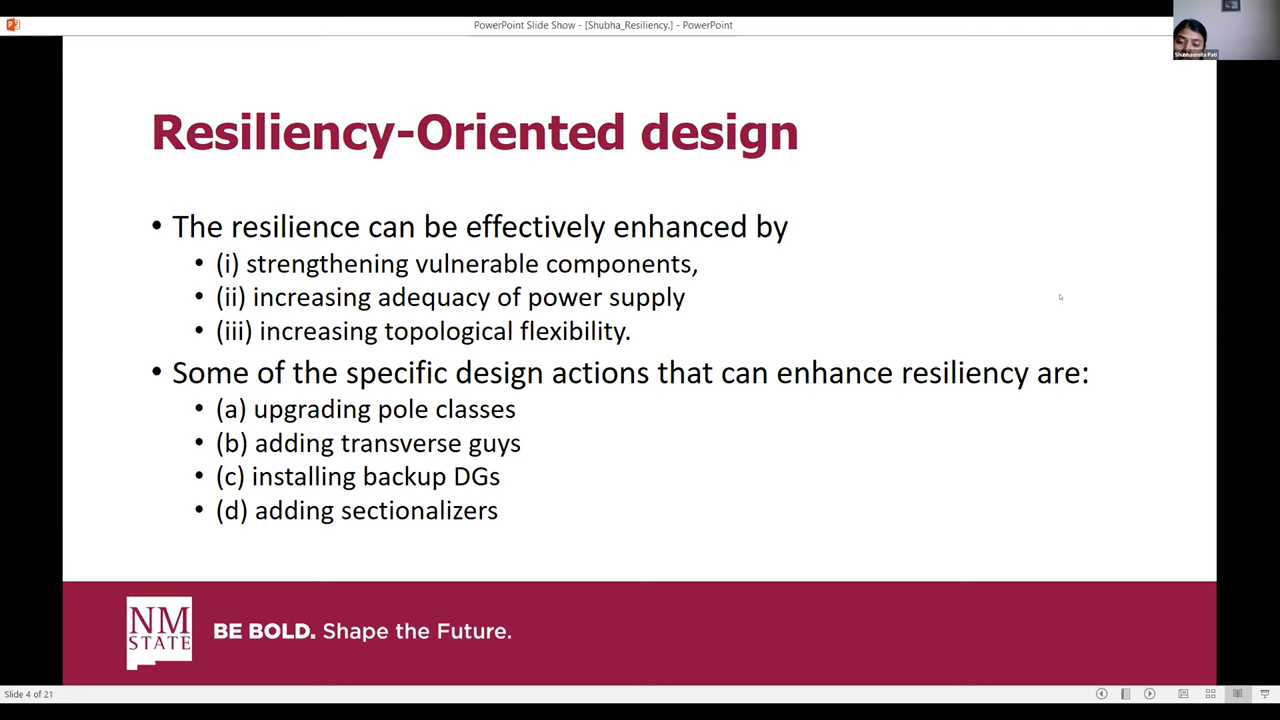 PowerPoint Slide Show - [Shubha_Resiliency.] - PowerPoint
Shubhasmita Pati
Resiliency-Oriented design
• The resilience can be effectively enhanced by
• (i) strengthening vulnerable components,
• (ii) increasing adequacy of power supply
• (iii) increasing topological flexibility.
• Some of the specific design actions that can enhance resiliency are:
• (a) upgrading pole classes
• (b) adding transverse guys
• (c) installing backup DGs
• (d) adding sectionalizers
NM
STATE
BE BOLD. Shape the Future.
Slide 4 of 21